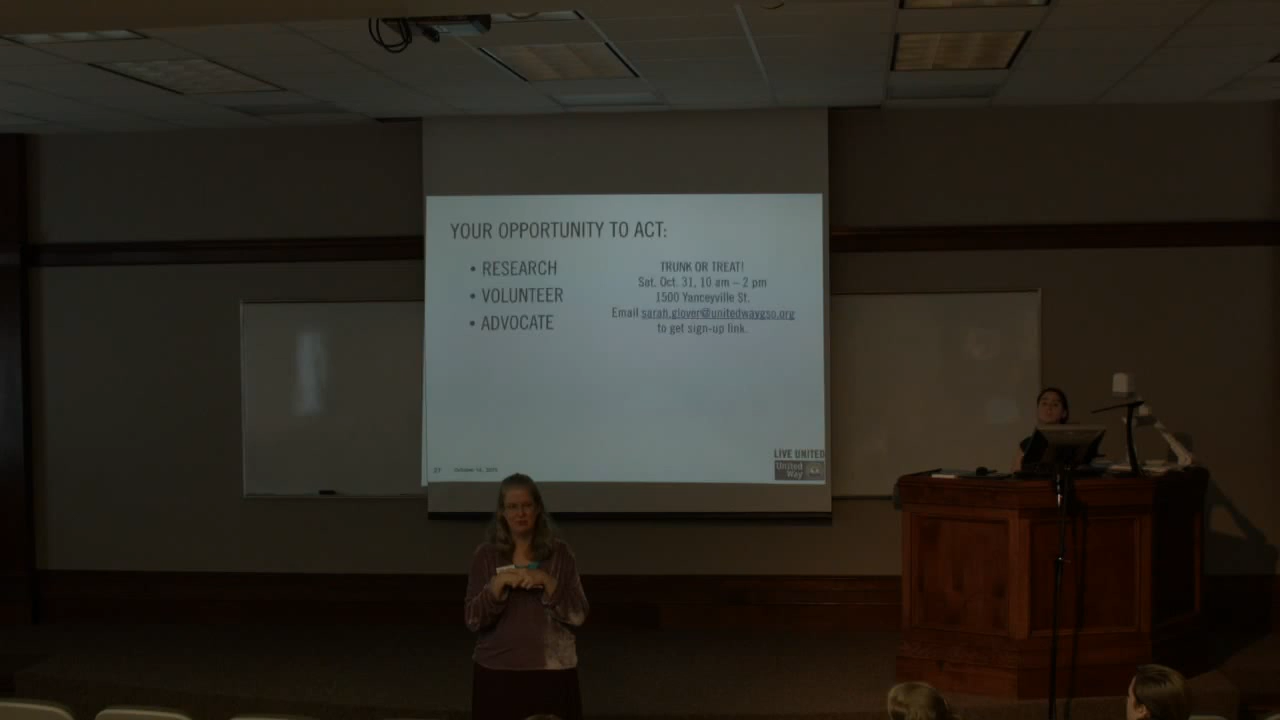 YOUR OPPORTUNITY TO ACT:
• RESEARCH
• VOLUNTEER
• ADVOCATE
TRUNK OR TREAT!
Sat. Oct. 31, 10 am – 2 pm
1500 Yanceyville St.
Email sarah.glover@unitedwaygso.org
to get sign-up link.
LIVE UNITED
United
Way
27